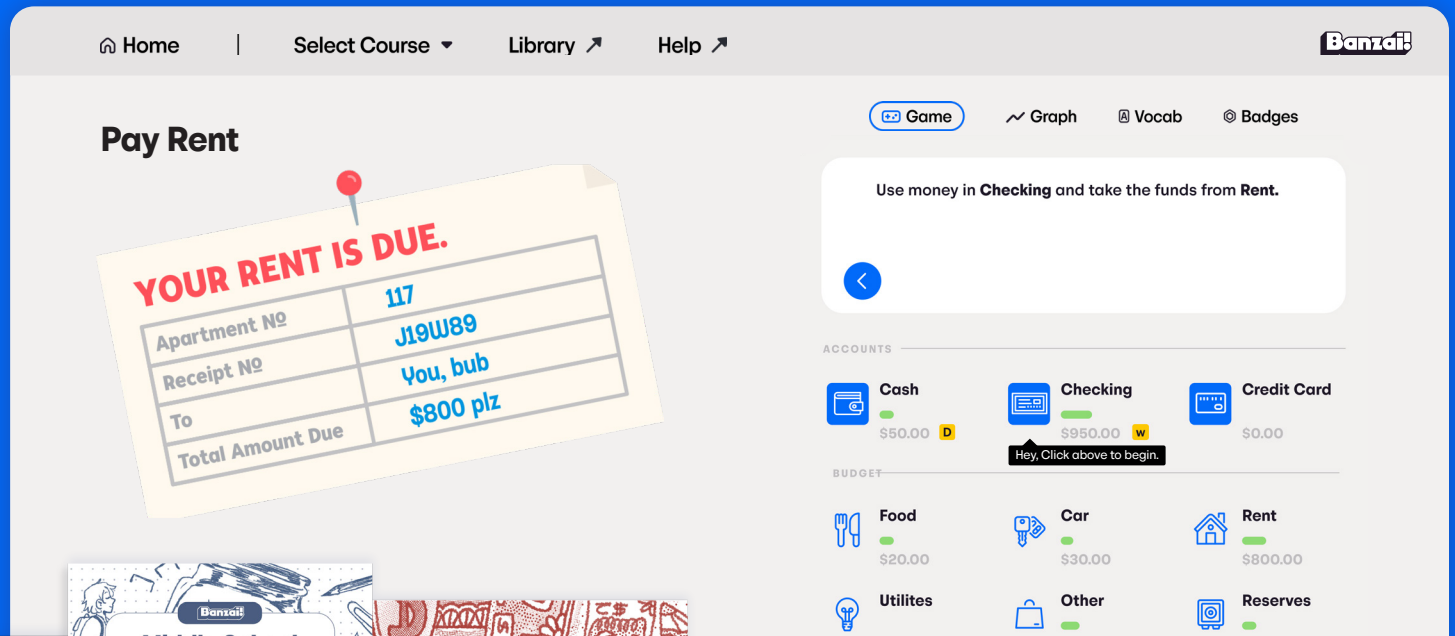 Home | Select Course Library Help Banzai!
Pay Rent
Game Graph Vocab Badges
Use money in Checking and take the funds from Rent.
YOUR RENT IS DUE.
Apartment Nº 117
Receipt Nº J19W89
To You, bub
Total Amount Due $800 plz
ACCOUNTS
Cash
$50.00 D
Checking
$950.00 w
Credit Card
$0.00
Hey, Click above to begin.
BUDGET
Food
$20.00
Car
$30.00
Rent
$800.00
Utilites
Other
Reserves
Banzai!